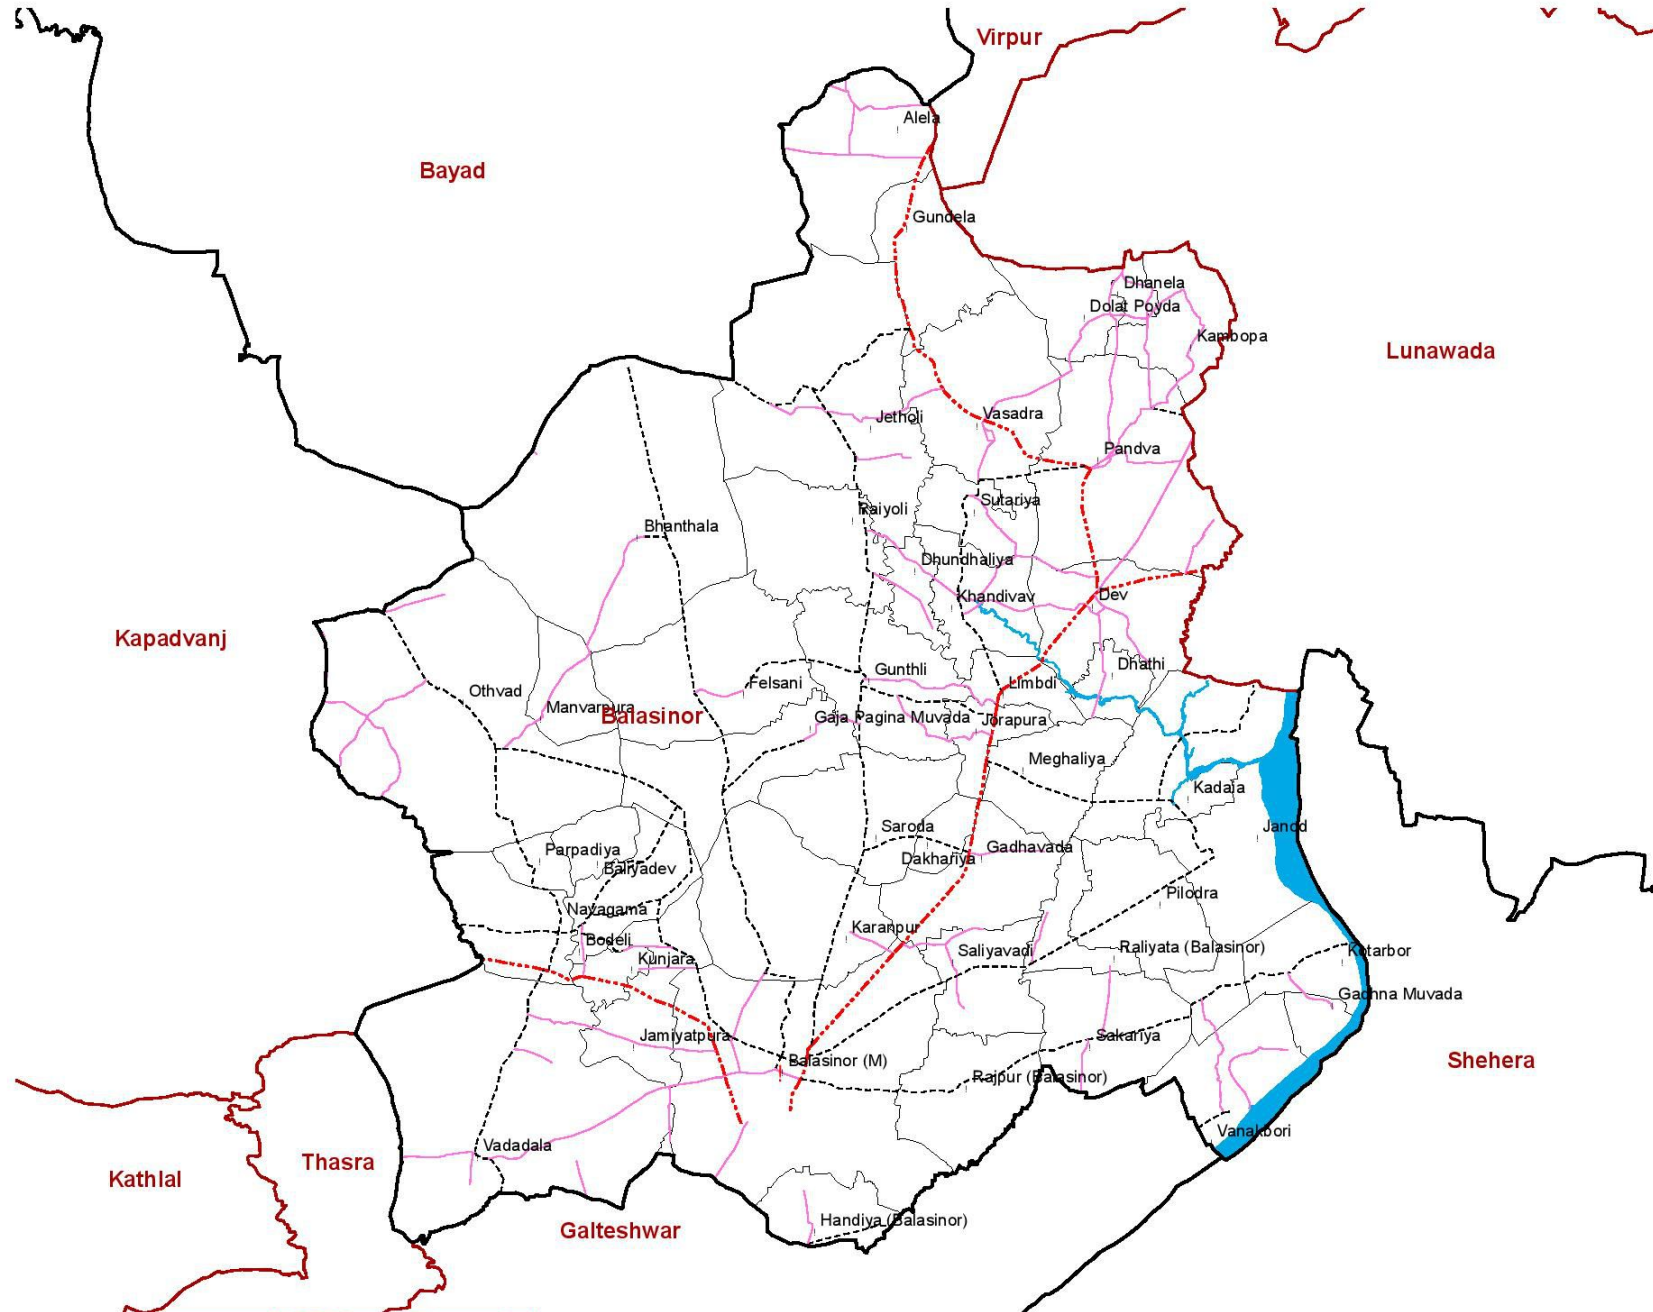 Virpur
Alela
Bayad
Gundela
Dhanela
Dolat Poyda
Kambopa
Lunawada
Jetholi
Vasadra
Pandva
Sutariya
Raiyoli
Bhanthala
Dhundhaliya
Khandivav
Dev
Kapadvanj
Dhathi
Gunthli
Limbdi
Felsani
Othvad
Manvarpura
Balasinor
Gaja Pagina Muvada
Jorapura
Meghaliya
Kadaja
Janod
Saroda
Gadhavada
Parpadiya
Dakhariya
Balryadev
Pilodra
Navagama
Karanpur
Bodeli
Saliyavadi
Raliyata (Balasinor)
Kotarbor
Kunjara
Gadhna Muvada
Jamiyatpura
Sakariya
Balasinor (M)
Shehera
Rajpur (Balasinor)
Vanakbori
Vadadala
Thasra
Kathlal
Handiya (Balasinor)
Galteshwar